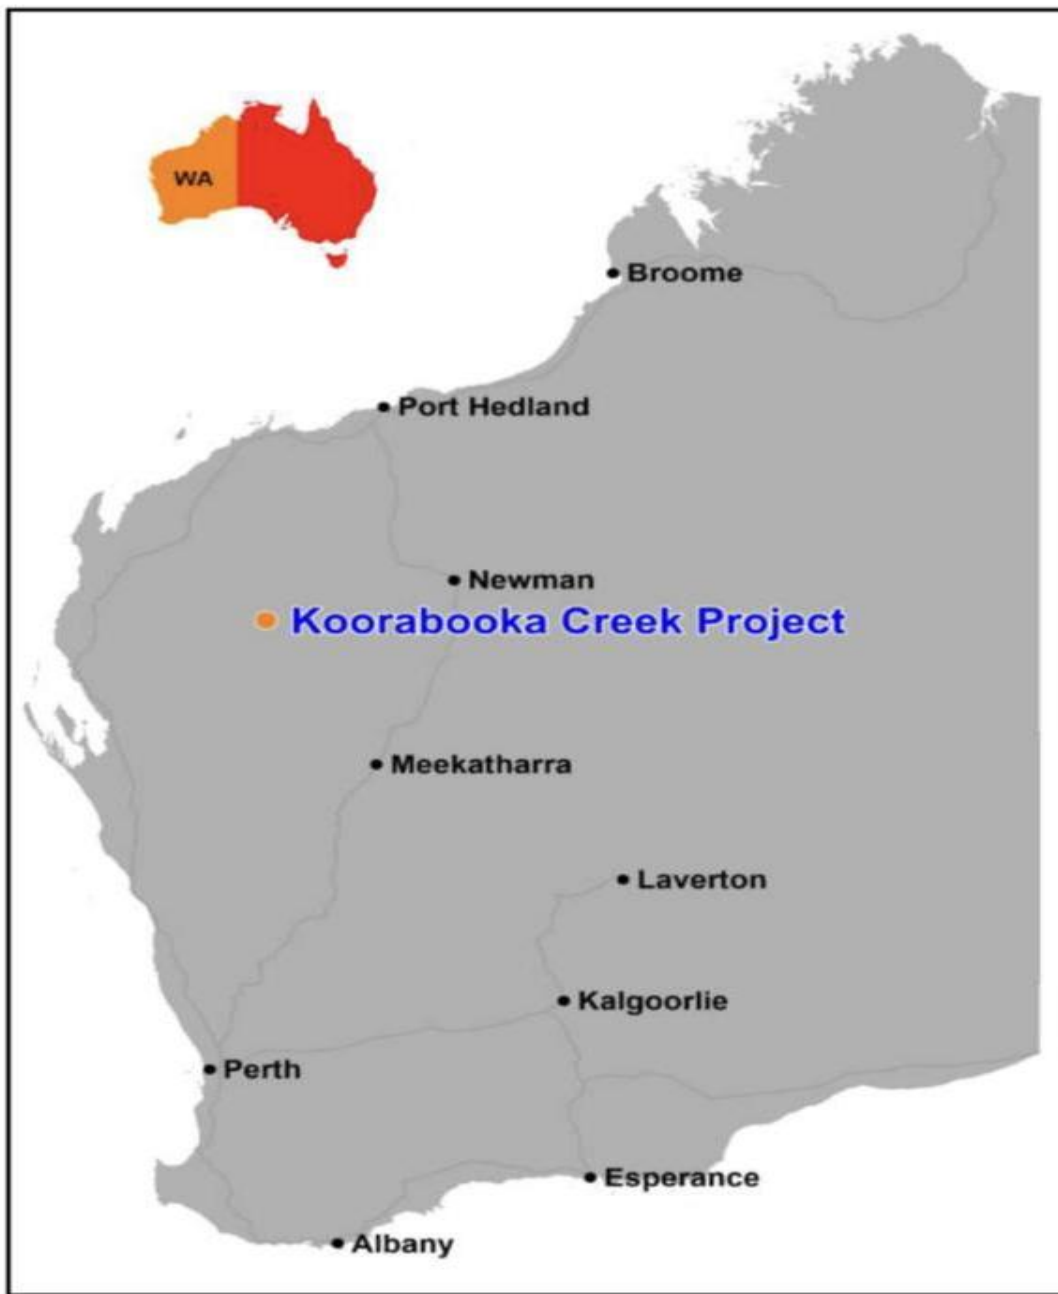 WA
Broome
Port Hedland
Newman
Koorabooka Creek Project
Meekatharra
Laverton
Kalgoorlie
Perth
Esperance
Albany